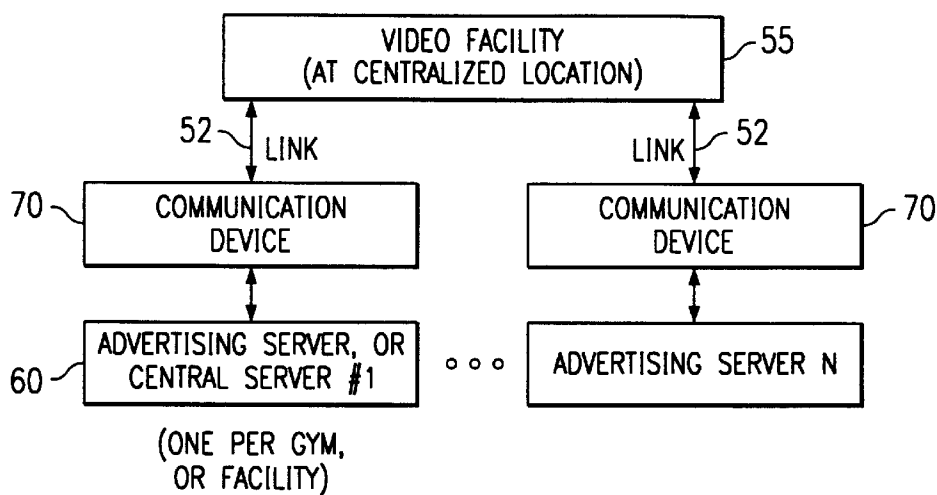 VIDEO FACILITY
(AT CENTRALIZED LOCATION)
55
52
LINK
LINK
52
70
COMMUNICATION
DEVICE
COMMUNICATION
DEVICE
70
60
ADVERTISING SERVER, OR
CENTRAL SERVER #1
ADVERTISING SERVER N
(ONE PER GYM,
OR FACILITY)